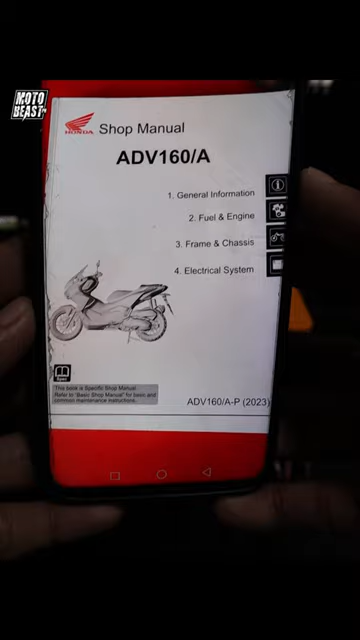 MOTO
BEAST
HONDA
Shop Manual
ADV160/A
1. General Information
2. Fuel & Engine
3. Frame & Chassis
4. Electrical System
Spec
This book is Specific Shop Manual.
Refer to "Basic Shop Manual" for basic and
common maintenance instructions.
ADV160/A-P (2023)